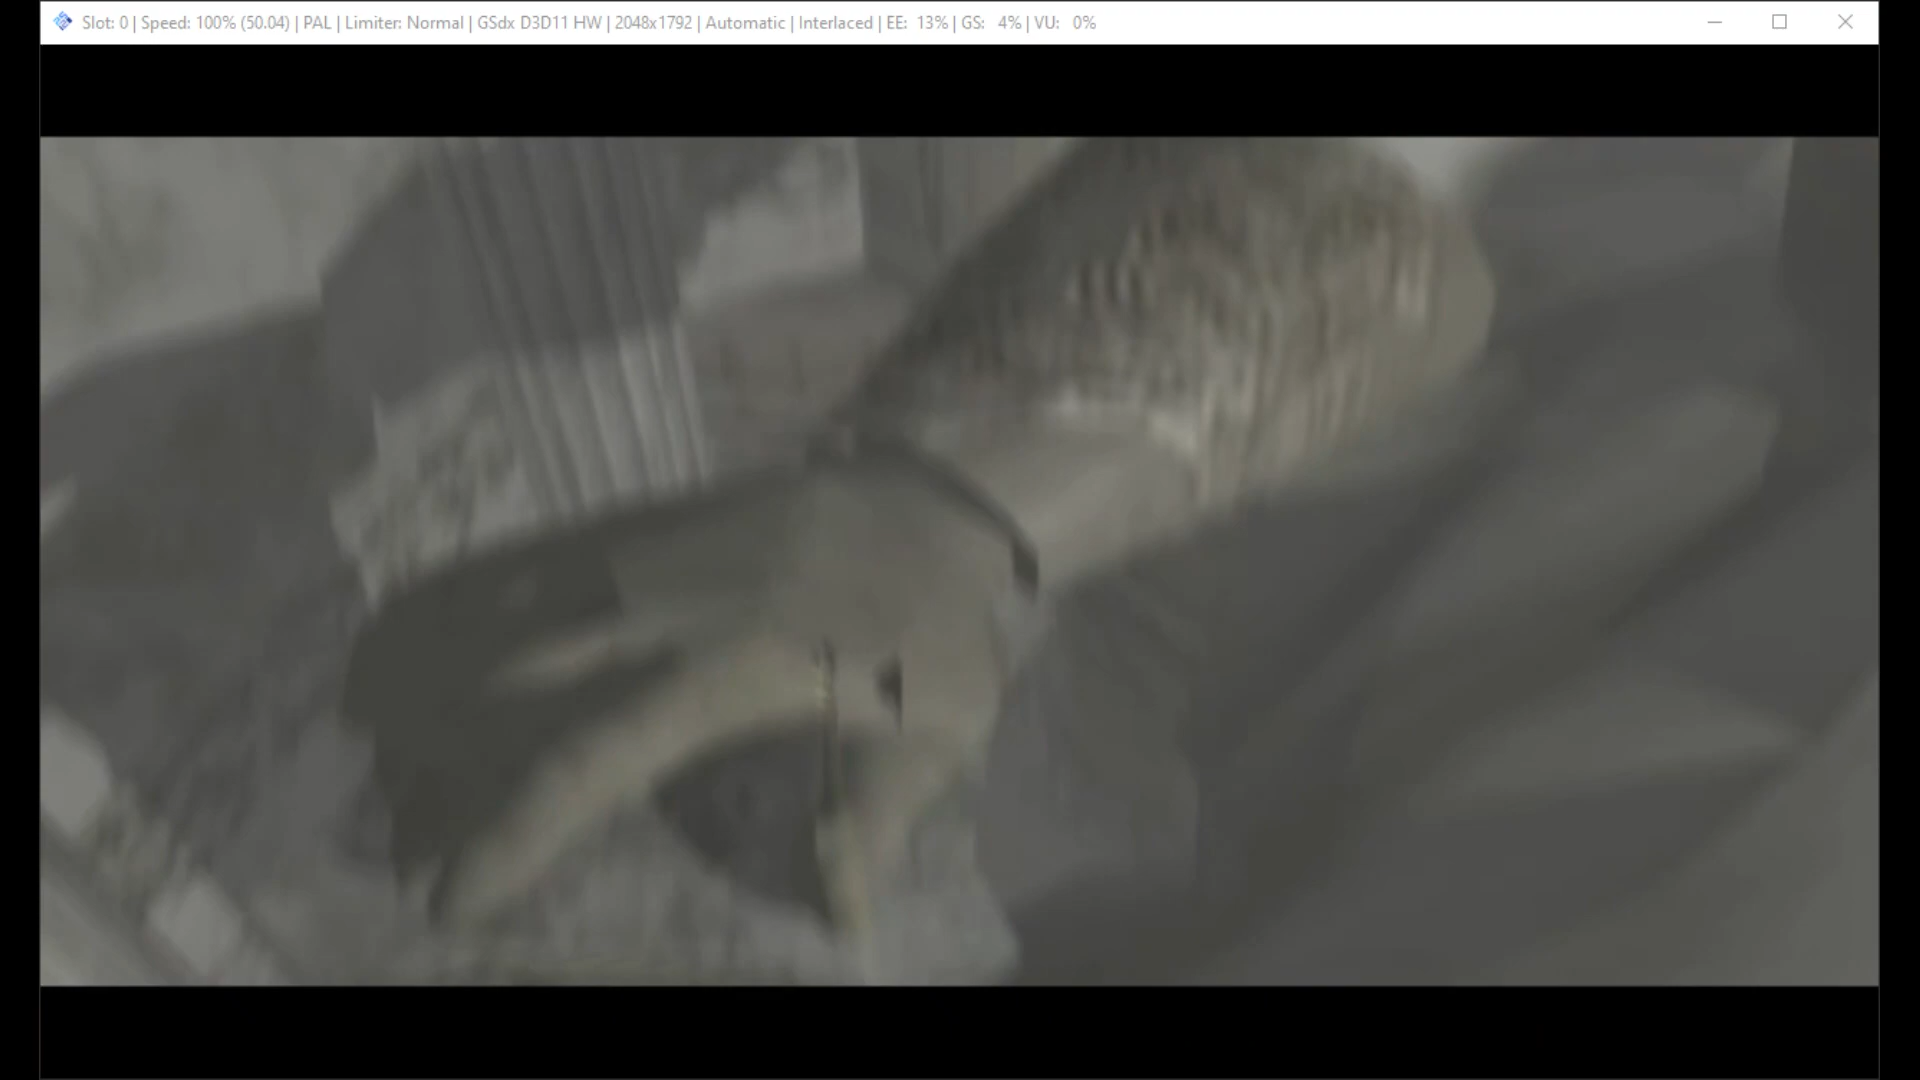 Slot: 0 | Speed: 100% (50.04) | PAL | Limiter: Normal | GSdx D3D11 HW | 2048x1792 | Automatic | Interlaced | EE: 13% | GS: 4% | VU: 0%